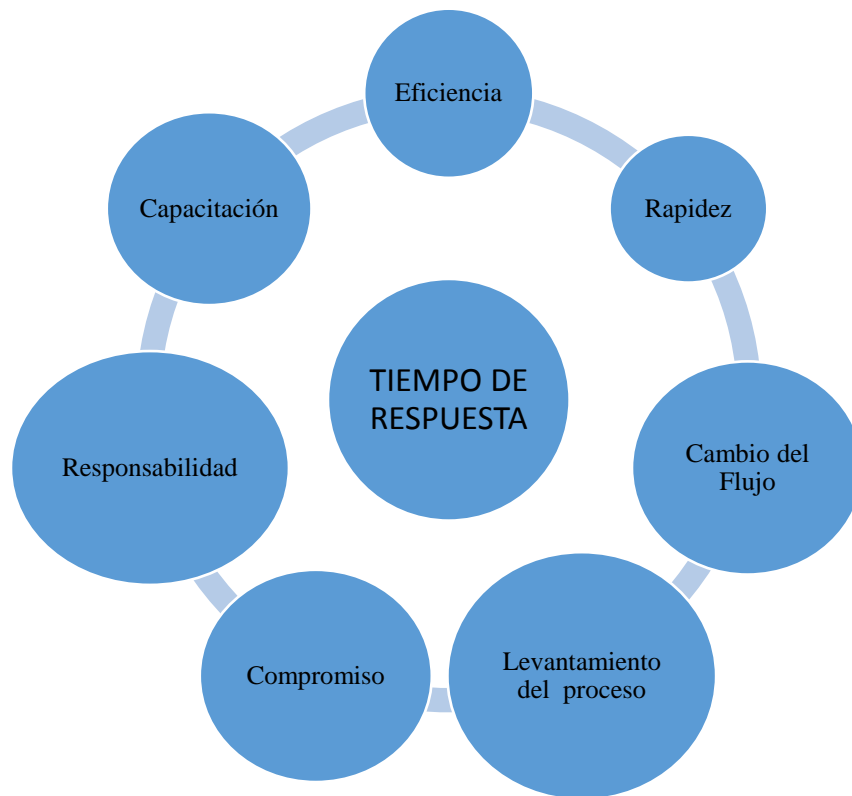 Eficiencia
Rapidez
Cambio del
Flujo
Levantamiento
del  proceso
Compromiso
Responsabilidad
Capacitación
TIEMPO DE
RESPUESTA